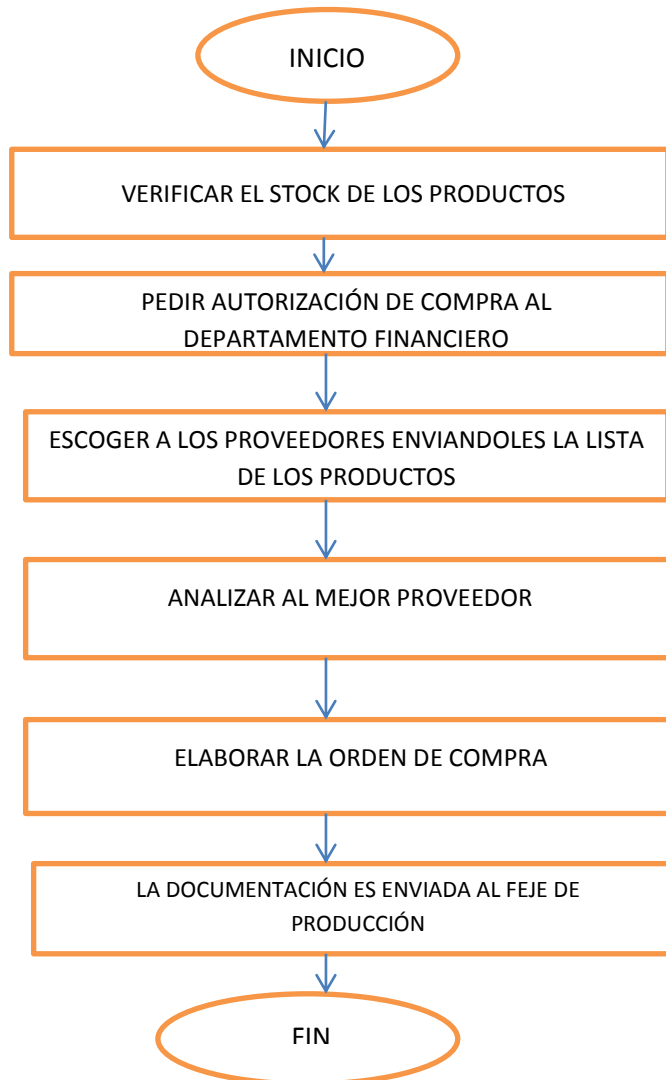 INICIO
VERIFICAR EL STOCK DE LOS PRODUCTOS
PEDIR AUTORIZACIÓN DE COMPRA AL
DEPARTAMENTO FINANCIERO
ESCOGER A LOS PROVEEDORES ENVIANDOLES LA LISTA
DE LOS PRODUCTOS
ANALIZAR AL MEJOR PROVEEDOR
ELABORAR LA ORDEN DE COMPRA
LA DOCUMENTACIÓN ES ENVIADA AL FEJE DE
PRODUCCIÓN
FIN